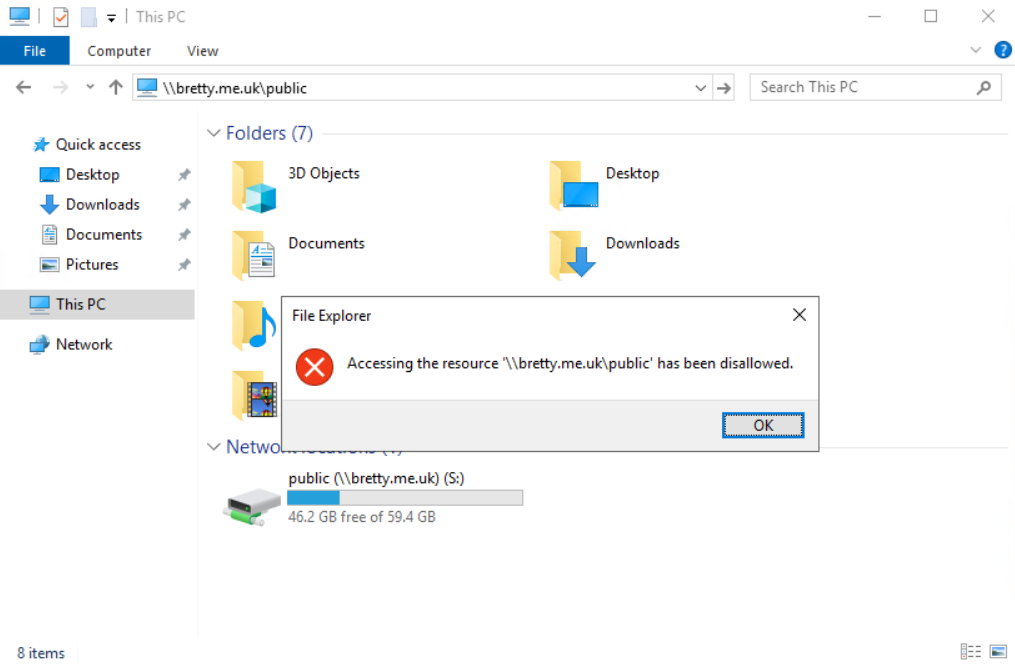 This PC
File
Computer
View
\\bretty.me.uk\public
Search This PC
Quick access
Desktop
Downloads
Documents
Pictures
This PC
Network
Folders (7)
3D Objects
Desktop
Documents
Downloads
File Explorer
Accessing the resource '\\bretty.me.uk\public' has been disallowed.
OK
public (\\bretty.me.uk) (S:)
46.2 GB free of 59.4 GB
8 items